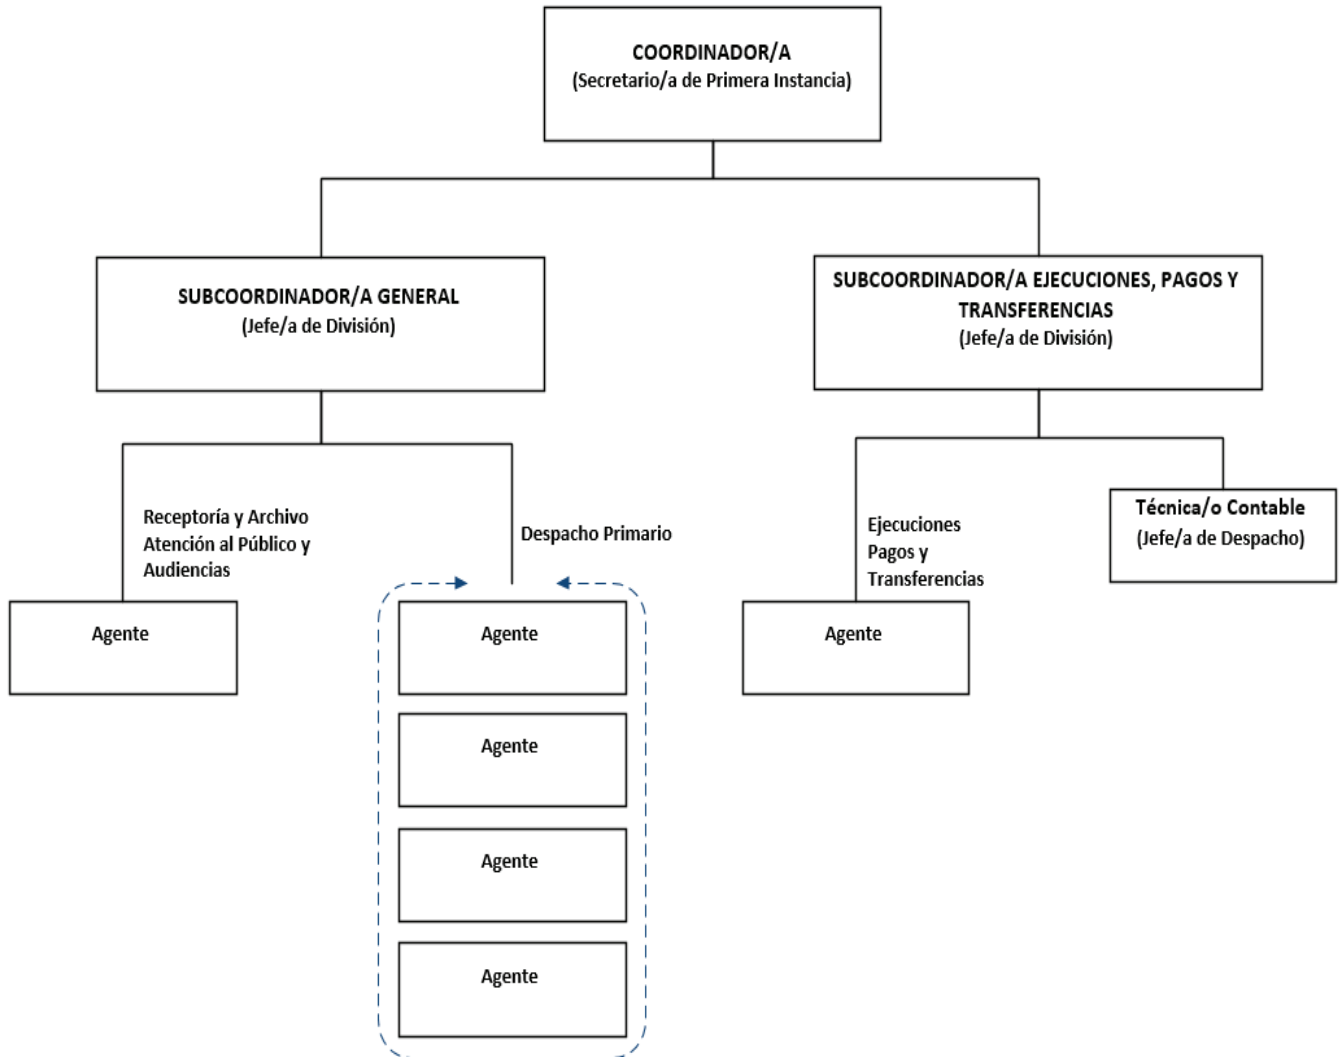 COORDINADOR/A
(Secretario/a de Primera Instancia)
SUBCOORDINADOR/A GENERAL
(Jefe/a de División)
SUBCOORDINADOR/A EJECUCIONES, PAGOS Y
TRANSFERENCIAS
(Jefe/a de División)
Receptoría y Archivo
Atención al Público y
Audiencias
Despacho Primario
Ejecuciones
Pagos y
Transferencias
Técnica/o Contable
(Jefe/a de Despacho)
Agente
Agente
Agente
Agente
Agente
Agente